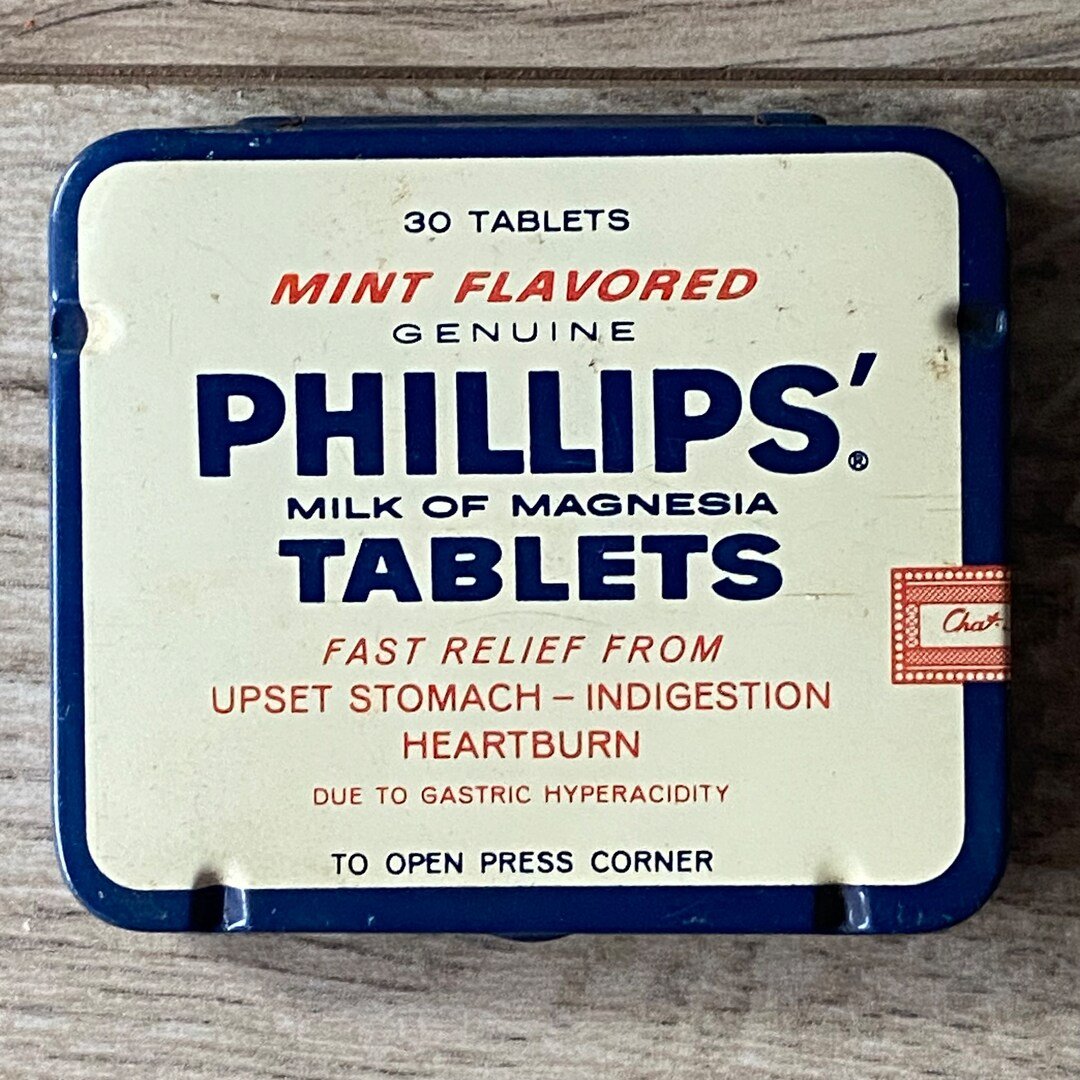 30 TABLETS
MINT FLAVORED
GENUINE
PHILLIPS'®
MILK OF MAGNESIA
TABLETS
Chat.
FAST RELIEF FROM
UPSET STOMACH – INDIGESTION
HEARTBURN
DUE TO GASTRIC HYPERACIDITY
TO OPEN PRESS CORNER